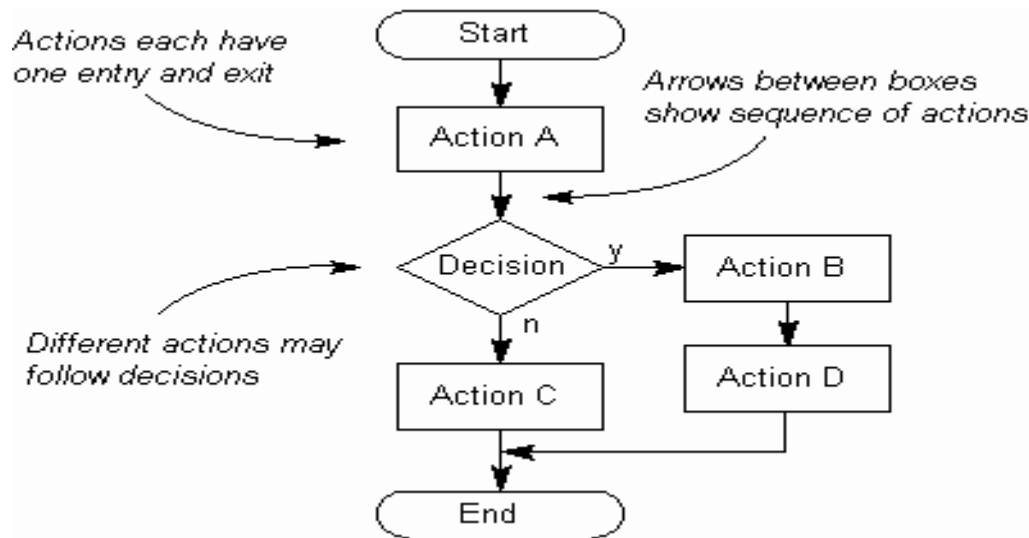 Start
Actions each have
one entry and exit
Arrows between boxes
show sequence of actions
Action A
Decision
y
Action B
n
Different actions may
follow decisions
Action C
Action D
End